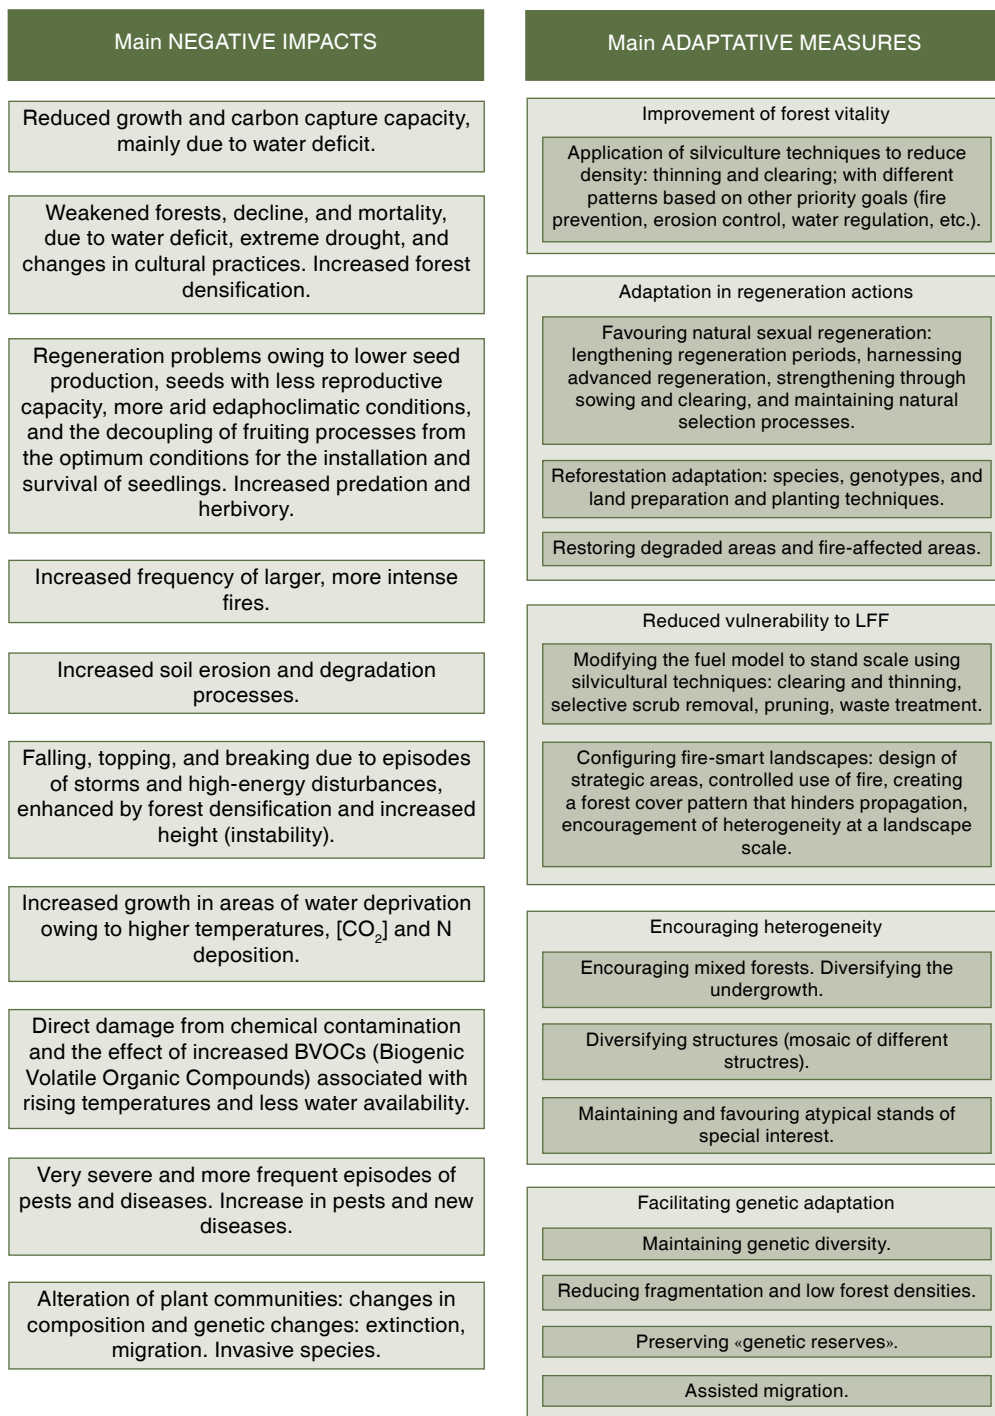 Main NEGATIVE IMPACTS
Reduced growth and carbon capture capacity,
mainly due to water deficit.
Weakened forests, decline, and mortality,
due to water deficit, extreme drought, and
changes in cultural practices. Increased forest
densification.
Regeneration problems owing to lower seed
production, seeds with less reproductive
capacity, more arid edaphoclimatic conditions,
and the decoupling of fruiting processes from
the optimum conditions for the installation and
survival of seedlings. Increased predation and
herbivory.
Increased frequency of larger, more intense
fires.
Increased soil erosion and degradation
processes.
Falling, topping, and breaking due to episodes
of storms and high-energy disturbances,
enhanced by forest densification and increased
height (instability).
Increased growth in areas of water deprivation
owing to higher temperatures, [CO₂] and N
deposition.
Direct damage from chemical contamination
and the effect of increased BVOCs (Biogenic
Volatile Organic Compounds) associated with
rising temperatures and less water availability.
Very severe and more frequent episodes of
pests and diseases. Increase in pests and new
diseases.
Alteration of plant communities: changes in
composition and genetic changes: extinction,
migration. Invasive species.
Main ADAPTATIVE MEASURES
Improvement of forest vitality
Application of silviculture techniques to reduce
density: thinning and clearing; with different
patterns based on other priority goals (fire
prevention, erosion control, water regulation, etc.).
Adaptation in regeneration actions
Favouring natural sexual regeneration:
lengthening regeneration periods, harnessing
advanced regeneration, strengthening through
sowing and clearing, and maintaining natural
selection processes.
Reforestation adaptation: species, genotypes, and
land preparation and planting techniques.
Restoring degraded areas and fire-affected areas.
Reduced vulnerability to LFF
Modifying the fuel model to stand scale using
silvicultural techniques: clearing and thinning,
selective scrub removal, pruning, waste treatment.
Configuring fire-smart landscapes: design of
strategic areas, controlled use of fire, creating
a forest cover pattern that hinders propagation,
encouragement of heterogeneity at a landscape
scale.
Encouraging heterogeneity
Encouraging mixed forests. Diversifying the
undergrowth.
Diversifying structures (mosaic of different
structres).
Maintaining and favouring atypical stands of
special interest.
Facilitating genetic adaptation
Maintaining genetic diversity.
Reducing fragmentation and low forest densities.
Preserving «genetic reserves».
Assisted migration.